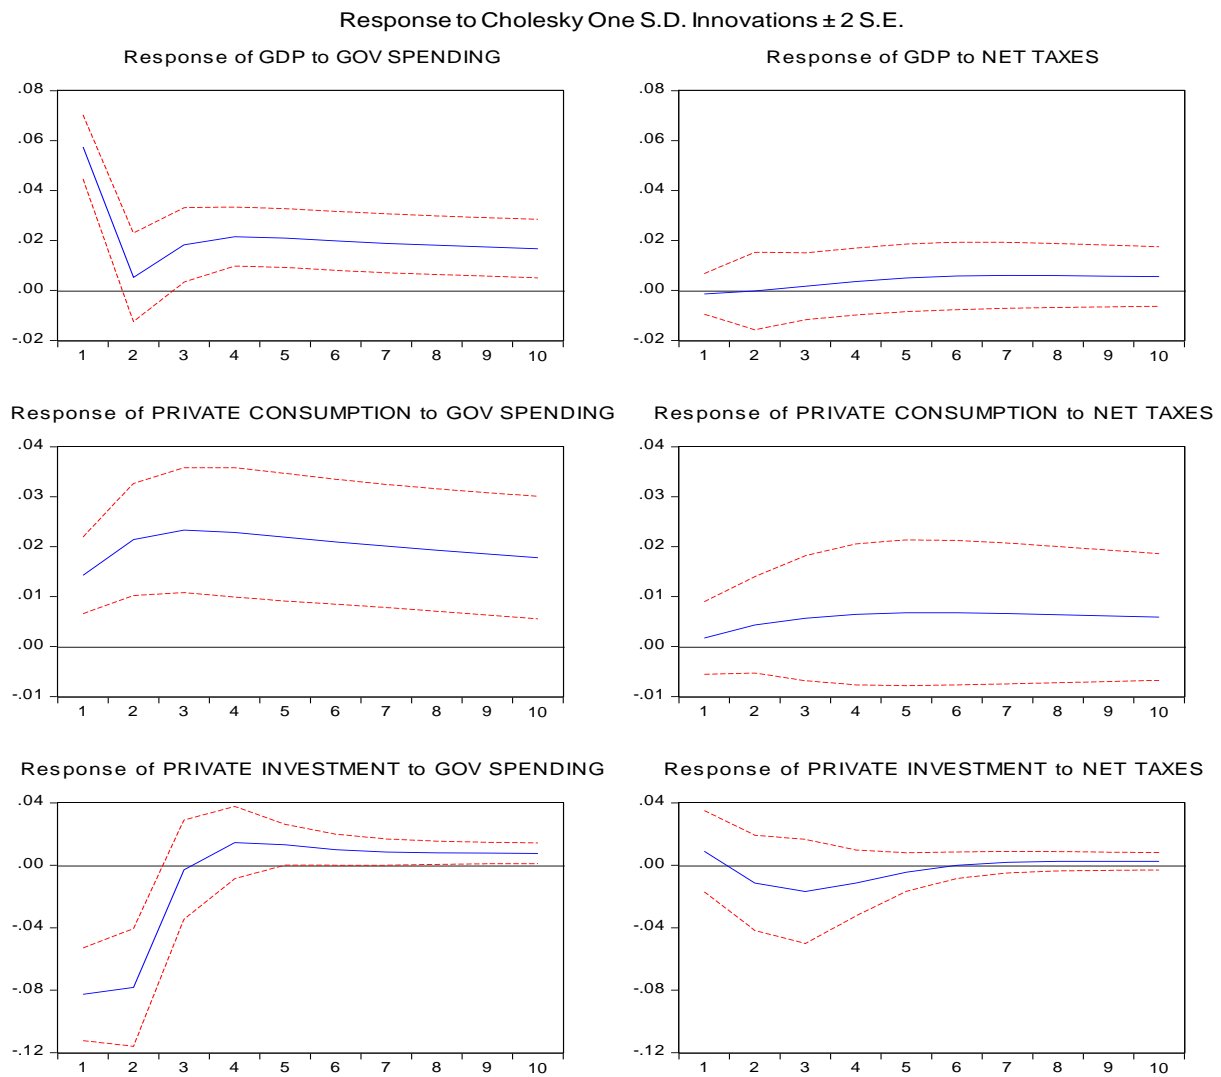 Response to Cholesky One S.D. Innovations ± 2 S.E.
Response of GDP to GOV SPENDING
.08
.06
.04
.02
.00
-.02
1 2 3 4 5 6 7 8 9 10
Response of GDP to NET TAXES
.08
.06
.04
.02
.00
-.02
1 2 3 4 5 6 7 8 9 10
Response of PRIVATE CONSUMPTION to GOV SPENDING
.04
.03
.02
.01
.00
-.01
1 2 3 4 5 6 7 8 9 10
Response of PRIVATE CONSUMPTION to NET TAXES
.04
.03
.02
.01
.00
-.01
1 2 3 4 5 6 7 8 9 10
Response of PRIVATE INVESTMENT to GOV SPENDING
.04
.00
-.04
-.08
-.12
1 2 3 4 5 6 7 8 9 10
Response of PRIVATE INVESTMENT to NET TAXES
.04
.00
-.04
-.08
-.12
1 2 3 4 5 6 7 8 9 10